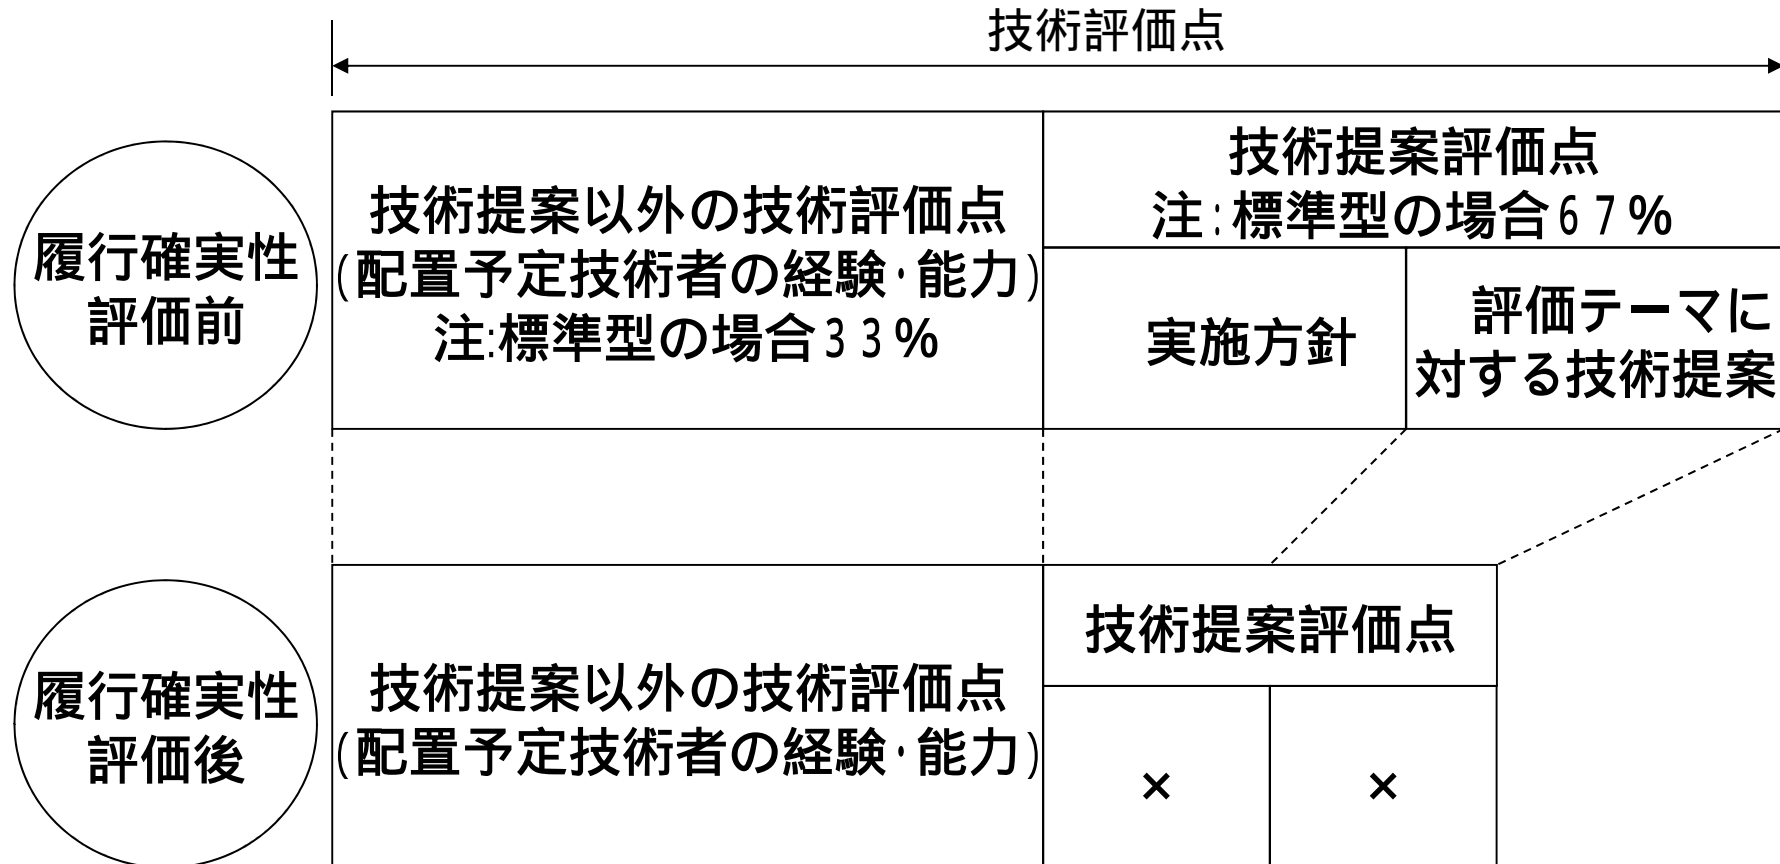 技術評価点
履行確実性
評価前
技術提案以外の技術評価点
(配置予定技術者の経験・能力)
注:標準型の場合33%
技術提案評価点
注:標準型の場合67%
実施方針
評価テーマに
対する技術提案
履行確実性
評価後
技術提案以外の技術評価点
(配置予定技術者の経験・能力)
技術提案評価点
×
×